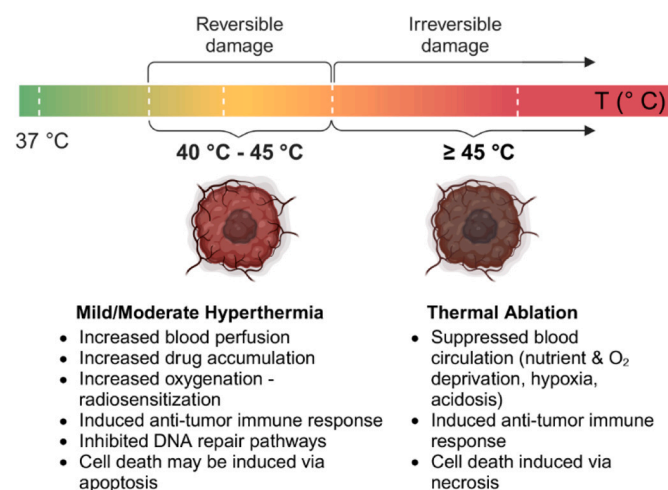 Reversible
damage
Irreversible
damage
T (° C)
37 °C
40 °C - 45 °C
≥ 45 °C
Mild/Moderate Hyperthermia
• Increased blood perfusion
• Increased drug accumulation
• Increased oxygenation -
radiosensitization
• Induced anti-tumor immune response
• Inhibited DNA repair pathways
• Cell death may be induced via
apoptosis
Thermal Ablation
• Suppressed blood
circulation (nutrient & O₂
deprivation, hypoxia,
acidosis)
• Induced anti-tumor immune
response
• Cell death induced via
necrosis